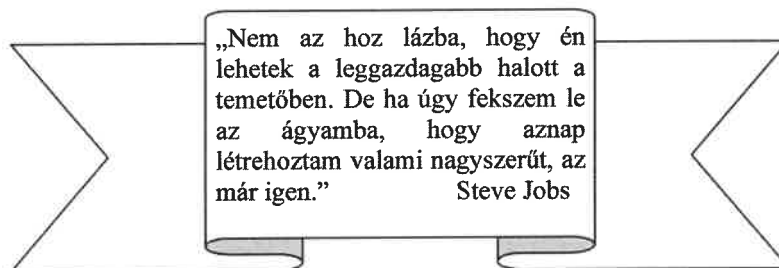 „Nem az hoz lázba, hogy én
lehetek a leggazdagabb halott a
temetőben. De ha úgy fekszem le
az ágyamba, hogy aznap
létrehoztam valami nagyszerűt, az
már igen.” Steve Jobs